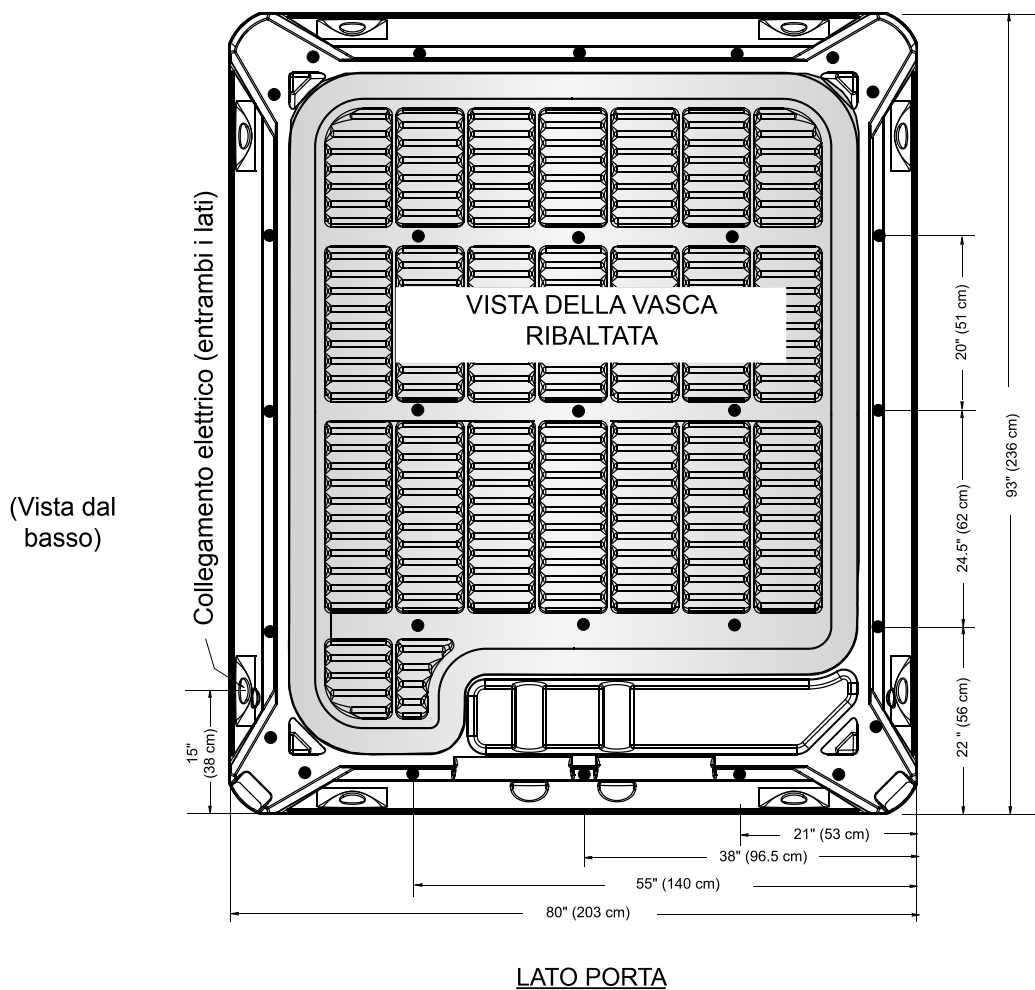 VISTA DELLA VASCA
RIBALTATA
Collegamento elettrico (entrambi i lati)
(Vista dal
basso)
20" (51 cm)
24.5" (62 cm)
22 " (56 cm)
93" (236 cm)
15"
(38 cm)
21" (53 cm)
38" (96.5 cm)
55" (140 cm)
80" (203 cm)
LATO PORTA